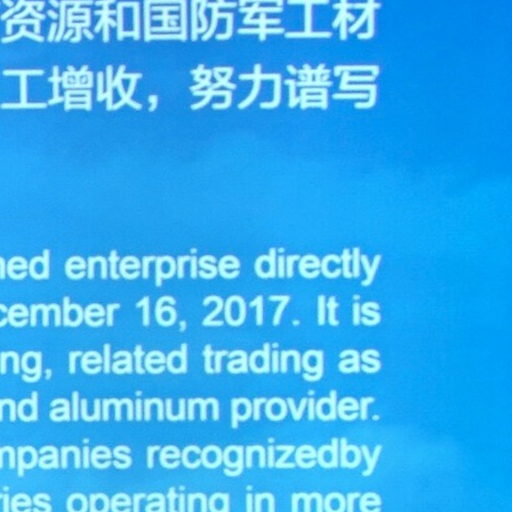 资源和国防军工材
工增收，努力谱写
ned enterprise directly
cember 16, 2017. It is
ng, related trading as
nd aluminum provider.
mpanies recognizedby
ries operating in more